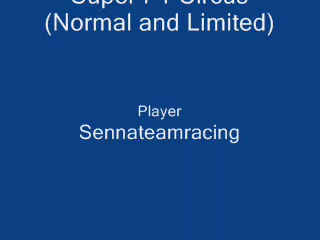 Super F1 Circus
(Normal and Limited)
Player
Sennateamracing